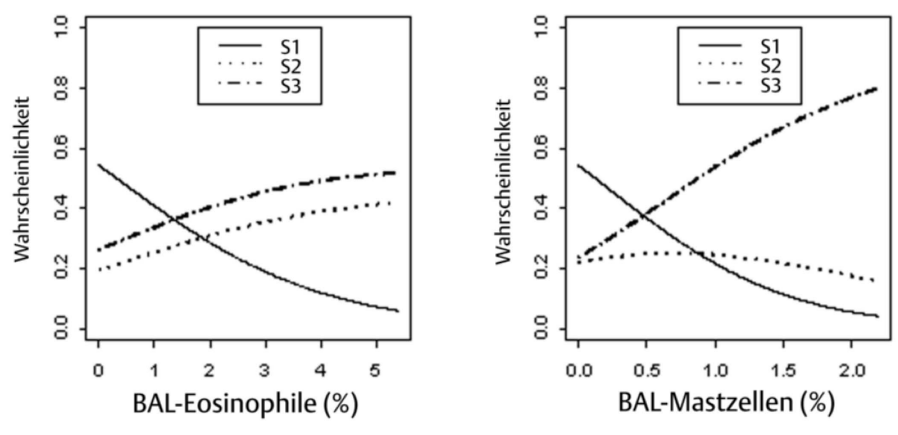 1.0
0.8
0.6
0.4
0.2
0.0
Wahrscheinlichkeit
S1
S2
S3
0 1 2 3 4 5
BAL-Eosinophile (%)
1.0
0.8
0.6
0.4
0.2
0.0
Wahrscheinlichkeit
S1
S2
S3
0.0 0.5 1.0 1.5 2.0
BAL-Mastzellen (%)